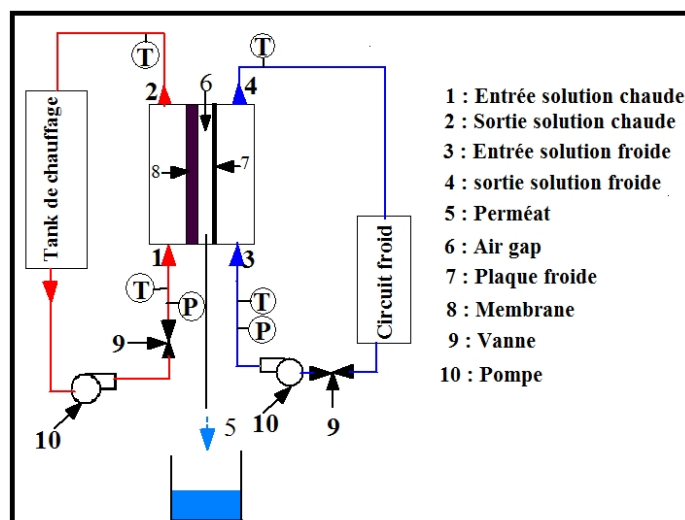 T
T
2
6
4
Tank de chauffage
8
7
1
3
T
P
T
P
9
10
10
9
5
Circuit froid
1 : Entrée solution chaude
2 : Sortie solution chaude
3 : Entrée solution froide
4 : sortie solution froide
5 : Perméat
6 : Air gap
7 : Plaque froide
8 : Membrane
9 : Vanne
10 : Pompe